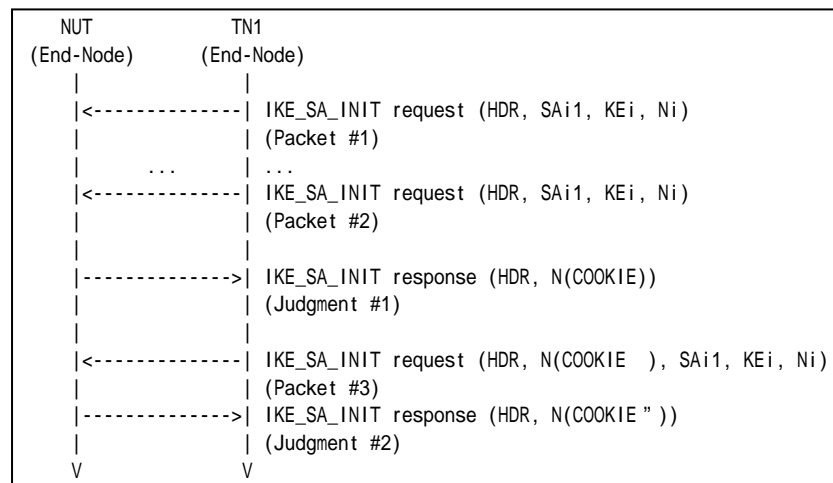 NUT TN1
(End-Node) (End-Node)
| |
|<--------------| IKE_SA_INIT request (HDR, SAi1, KEi, Ni)
| | (Packet #1)
| ... | ...
|<--------------| IKE_SA_INIT request (HDR, SAi1, KEi, Ni)
| | (Packet #2)
| |
|-------------->| IKE_SA_INIT response (HDR, N(COOKIE))
| | (Judgment #1)
| |
|<--------------| IKE_SA_INIT request (HDR, N(COOKIE ), SAi1, KEi, Ni)
| | (Packet #3)
|-------------->| IKE_SA_INIT response (HDR, N(COOKIE”))
| | (Judgment #2)
V V